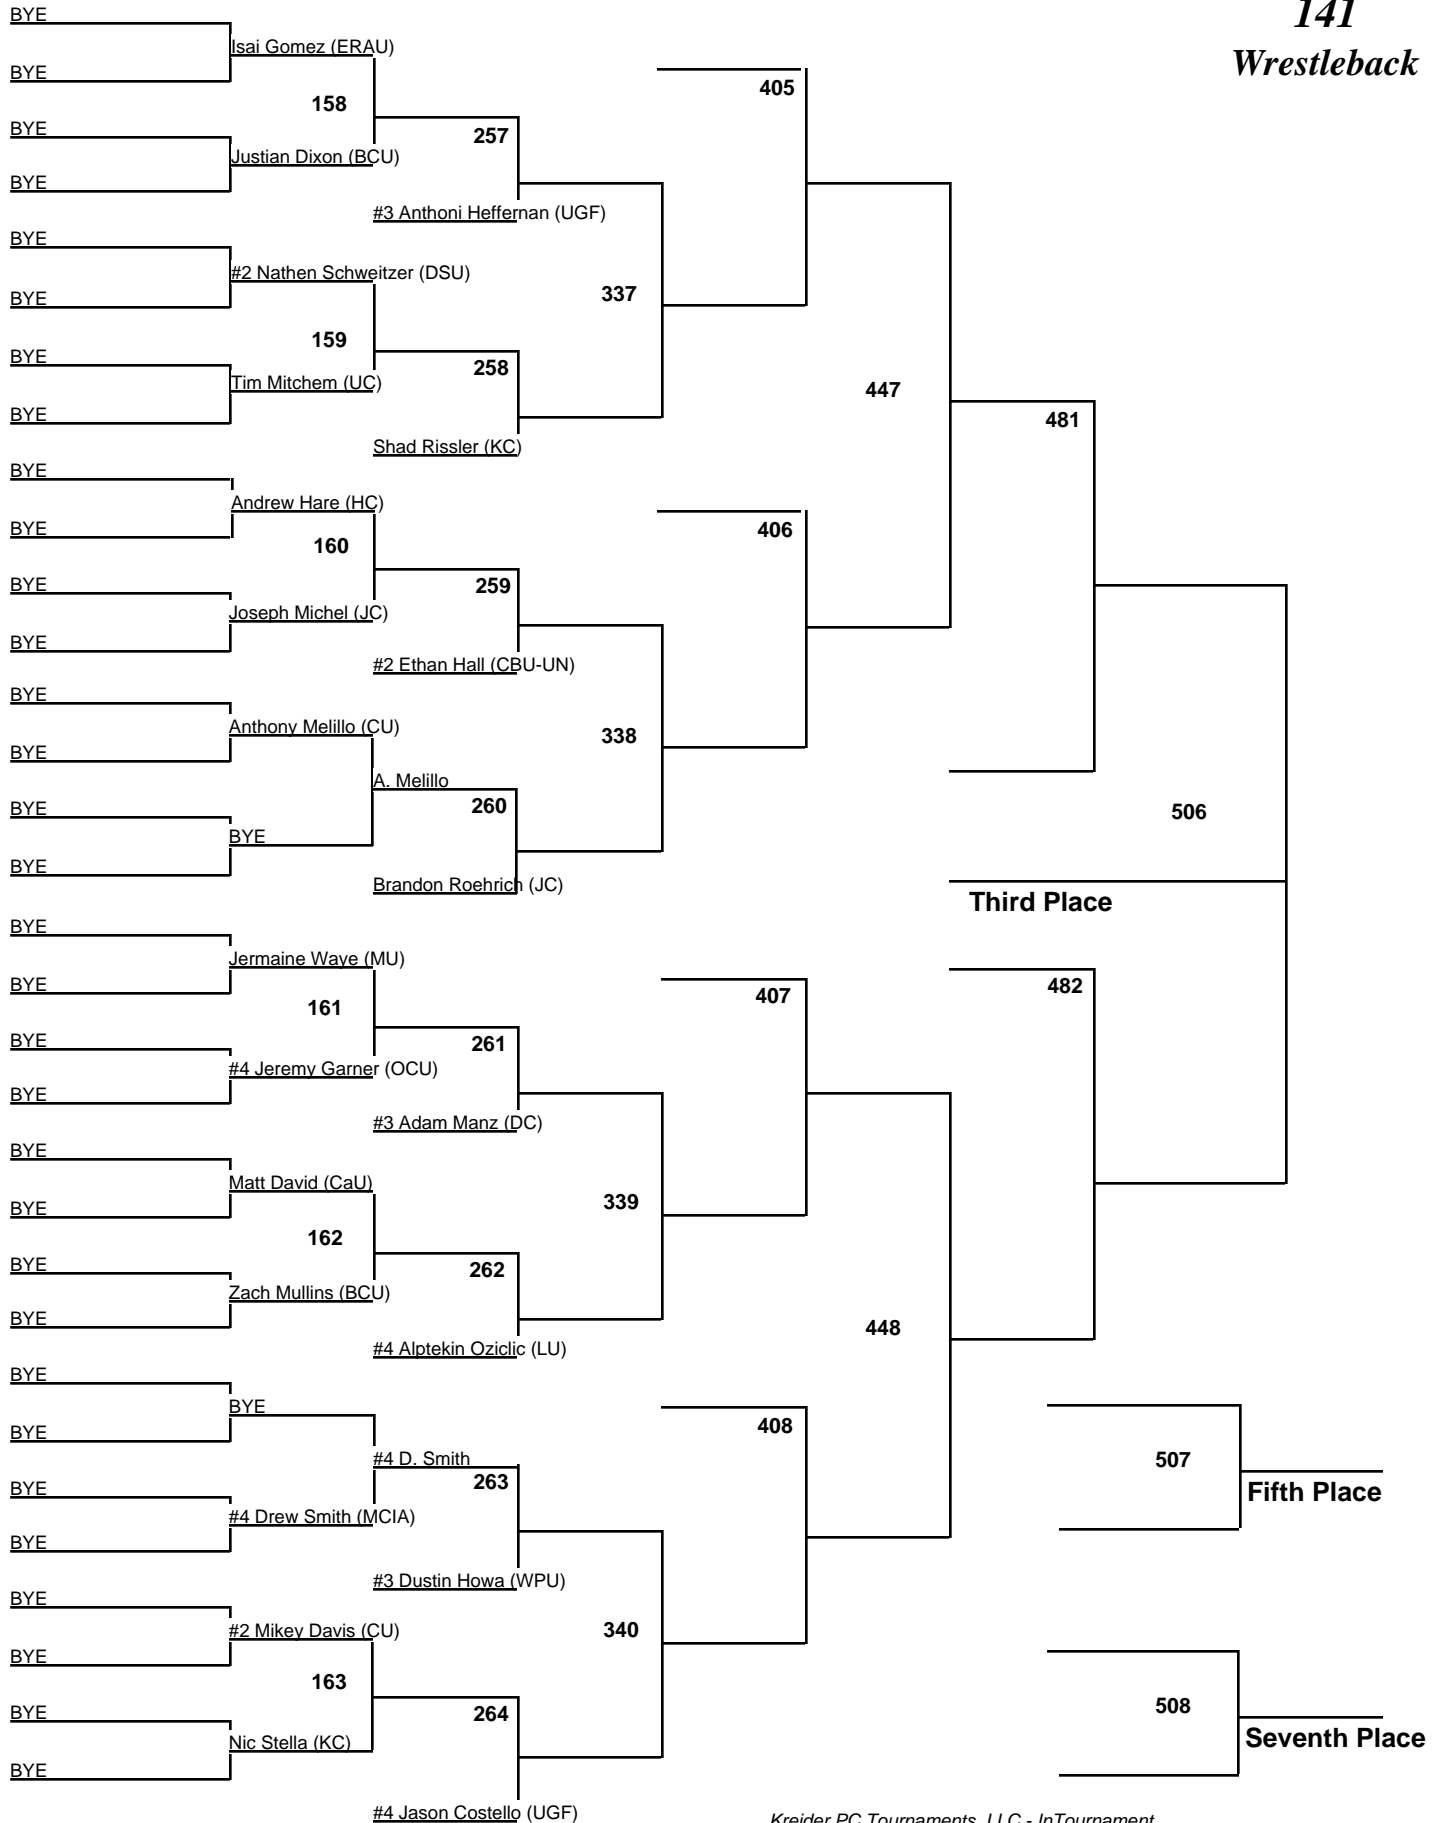 141
Wrestleback
BYE
Isai Gomez (ERAU)
BYE
405
158
BYE
257
Justian Dixon (BCU)
BYE
#3 Anthoni Heffernan (UGF)
BYE
#2 Nathen Schweitzer (DSU)
BYE
337
159
BYE
258
Tim Mitchem (UC)
447
BYE
481
Shad Rissler (KC)
BYE
Andrew Hare (HC)
BYE
406
160
BYE
259
Joseph Michel (JC)
BYE
#2 Ethan Hall (CBU-UN)
BYE
Anthony Melillo (CU)
338
BYE
A. Melillo
BYE
260
506
BYE
BYE
Brandon Roehrich (JC)
Third Place
BYE
Jermaine Waye (MU)
BYE
482
407
161
BYE
261
#4 Jeremy Garner (OCU)
BYE
#3 Adam Manz (DC)
BYE
Matt David (CaU)
339
BYE
162
BYE
262
Zach Mullins (BCU)
BYE
448
#4 Alptekin Oziclic (LU)
BYE
BYE
408
BYE
#4 D. Smith
507
263
BYE
Fifth Place
#4 Drew Smith (MCIA)
BYE
#3 Dustin Howa (WPU)
BYE
#2 Mikey Davis (CU)
340
BYE
163
508
BYE
264
Seventh Place
Nic Stella (KC)
BYE
#4 Jason Costello (UGF)
Kreider PC Tournaments, LLC - InTournament